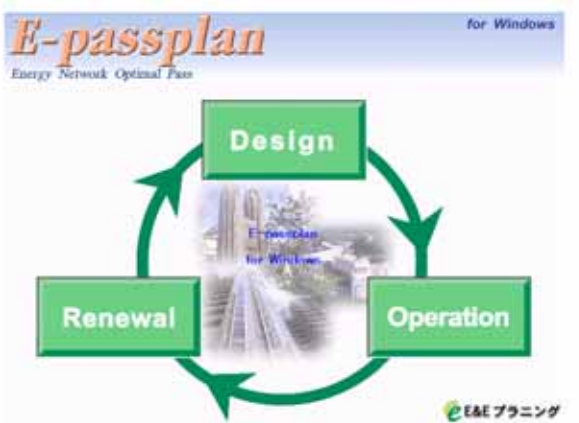 E-passplan
for Windows
Energy Network Optimal Pass
Design
E-passplan
for Windows
Renewal
Operation
E&E プラニング